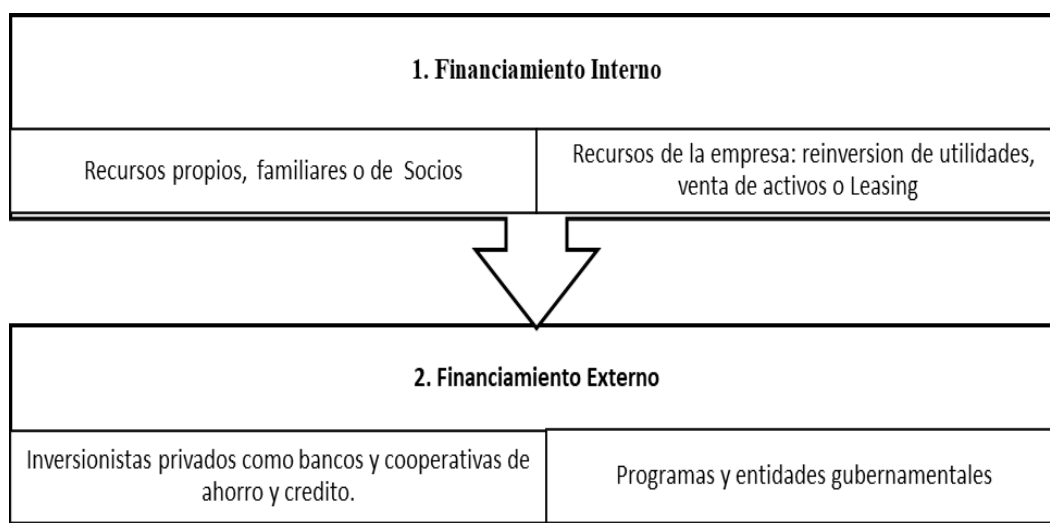 1. Financiamiento Interno
Recursos propios, familiares o de Socios
Recursos de la empresa: reinversion de utilidades,
venta de activos o Leasing
2. Financiamiento Externo
Inversionistas privados como bancos y cooperativas de
ahorro y credito.
Programas y entidades gubernamentales